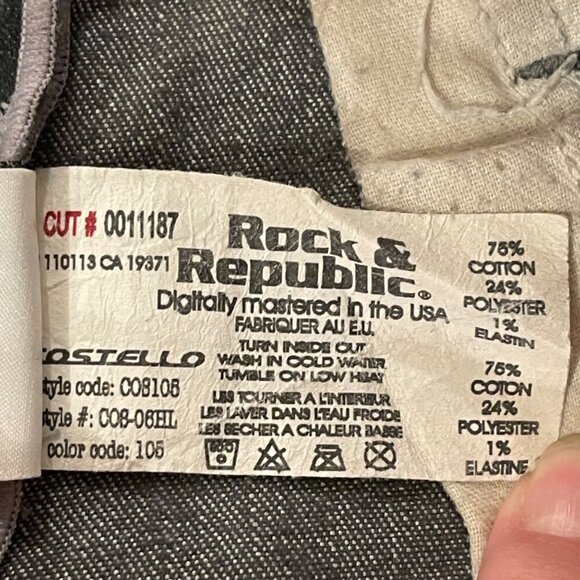 CUT # 0011187
110113 CA 19371
COSTELLO
style code: COS105
style #: COS-06HL
color code: 105
Rock &
Republic®
Digitally mastered in the USA
FABRIQUER AU E.U.
TURN INSIDE OUT
WASH IN COLD WATER
TUMBLE ON LOW HEAT
LES TOURNER A L'INTERIEUR
LES LAVER DANS L'EAU FROIDE
LES SECHER A CHALEUR BASSE
75%
COTTON
24%
POLYESTER
1%
ELASTIN
75%
COTON
24%
POLYESTER
1%
ELASTINE